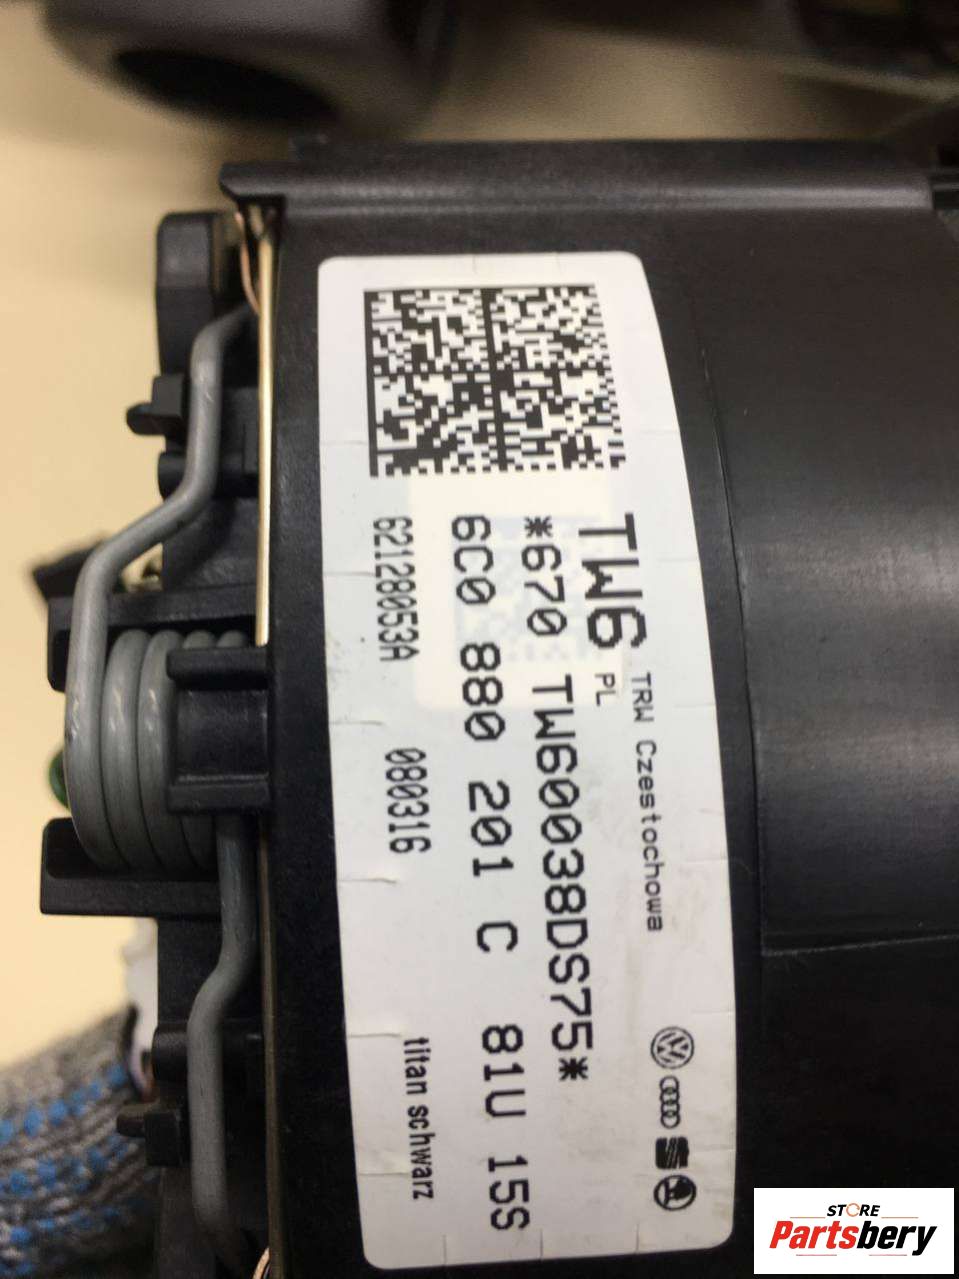 TW6 TRW Czestochowa
PL
*670 TW60038DS75*
6C0 880 201 C 81U 15S
62128053A 080316 titan schwarz
STORE
Partsbery